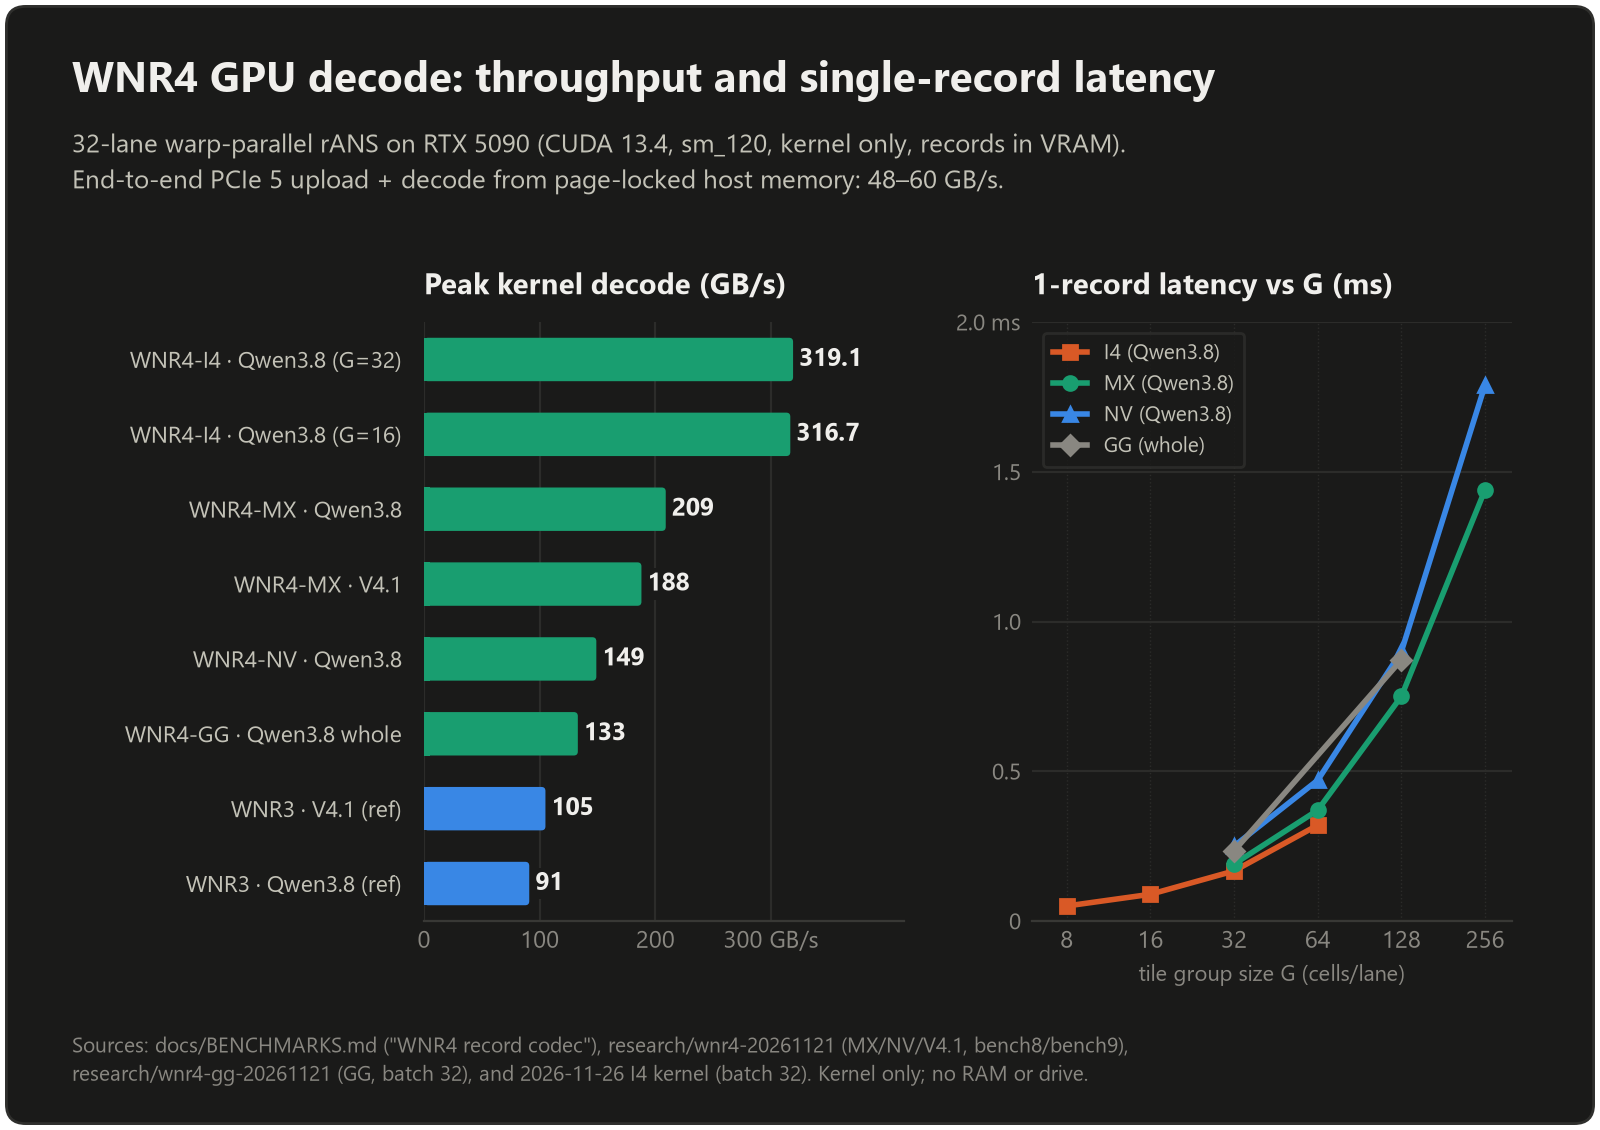 WNR4 GPU decode: throughput and single-record latency
32-lane warp-parallel rANS on RTX 5090 (CUDA 13.4, sm_120, kernel only, records in VRAM).
End-to-end PCIe 5 upload + decode from page-locked host memory: 48–60 GB/s.
Peak kernel decode (GB/s)
WNR4-I4 · Qwen3.8 (G=32) 319.1
WNR4-I4 · Qwen3.8 (G=16) 316.7
WNR4-MX · Qwen3.8 209
WNR4-MX · V4.1 188
WNR4-NV · Qwen3.8 149
WNR4-GG · Qwen3.8 whole 133
WNR3 · V4.1 (ref) 105
WNR3 · Qwen3.8 (ref) 91
0 100 200 300 GB/s
1-record latency vs G (ms)
2.0 ms
I4 (Qwen3.8)
MX (Qwen3.8)
NV (Qwen3.8)
GG (whole)
1.5
1.0
0.5
0
8 16 32 64 128 256
tile group size G (cells/lane)
Sources: docs/BENCHMARKS.md ("WNR4 record codec"), research/wnr4-20261121 (MX/NV/V4.1, bench8/bench9),
research/wnr4-gg-20261121 (GG, batch 32), and 2026-11-26 I4 kernel (batch 32). Kernel only; no RAM or drive.